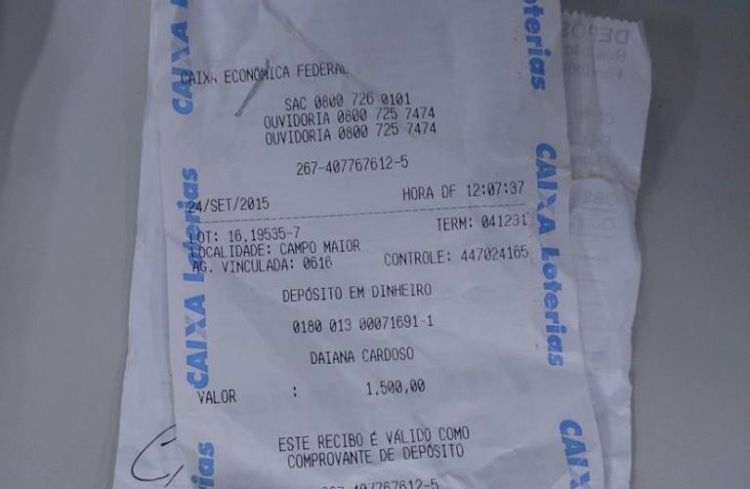 CAIXA ECONOMICA FEDERAL
SAC 0800 726 0101
OUVIDORIA 0800 725 7474
OUVIDORIA 0800 725 7474
267-407767612-5
24/SET/2015 HORA DF 12:07:37
LOT: 16.19535-7 TERM: 041231
LOCALIDADE: CAMPO MAIOR
AG. VINCULADA: 0616 CONTROLE: 447024165
DEPÓSITO EM DINHEIRO
0180 013 00071691-1
DAIANA CARDOSO
VALOR : 1.500,00
ESTE RECIBO É VÁLIDO COMO
COMPROVANTE DE DEPÓSITO
267-407767612-5
CAIXA
CAIXA Loterias
Loterias
CAIXA Loterias
CAIXA